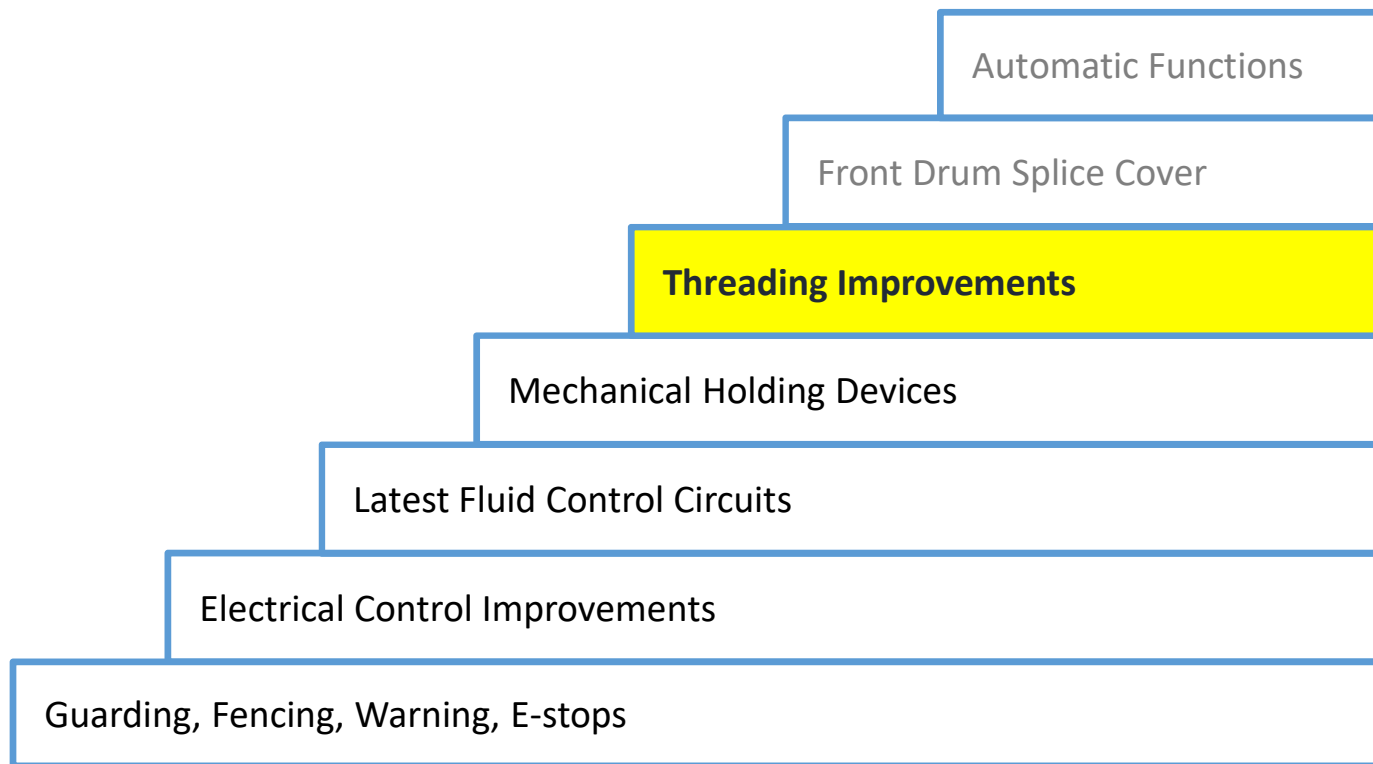 Automatic Functions
Front Drum Splice Cover
Threading Improvements
Mechanical Holding Devices
Latest Fluid Control Circuits
Electrical Control Improvements
Guarding, Fencing, Warning, E-stops